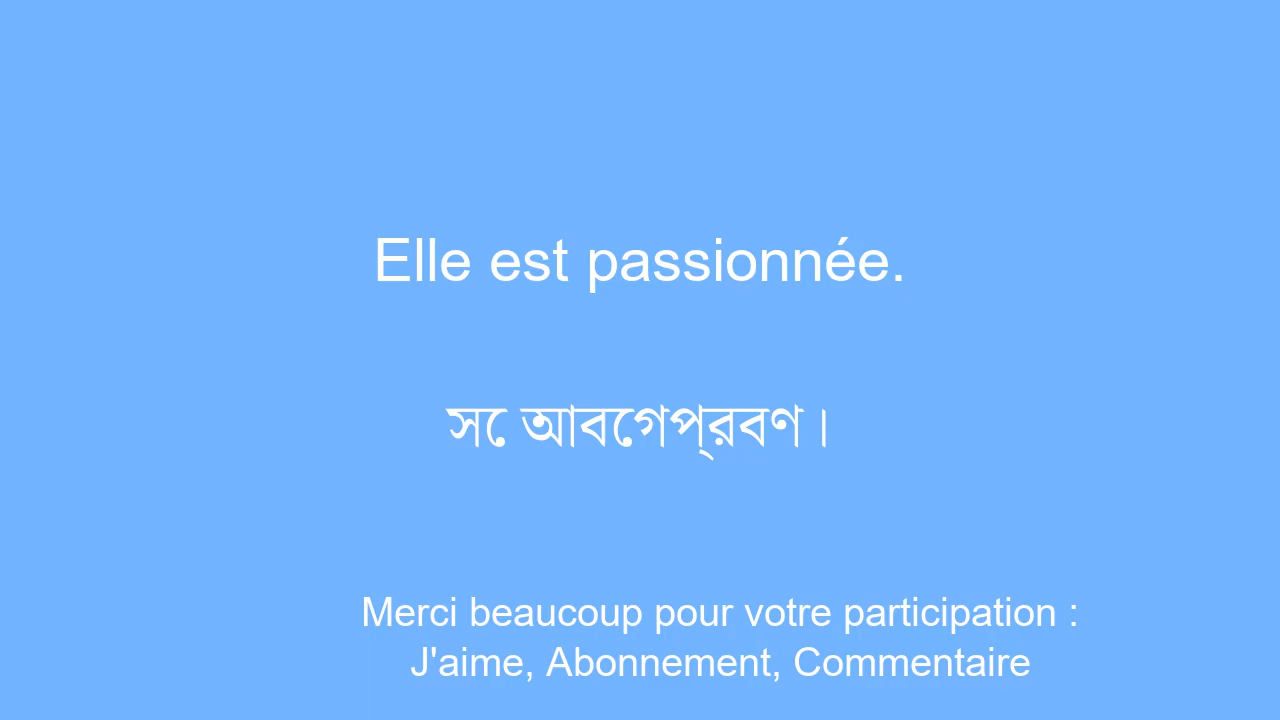 Elle est passionnée.
সে আবেগপ্রবণ।
Merci beaucoup pour votre participation :
J'aime, Abonnement, Commentaire